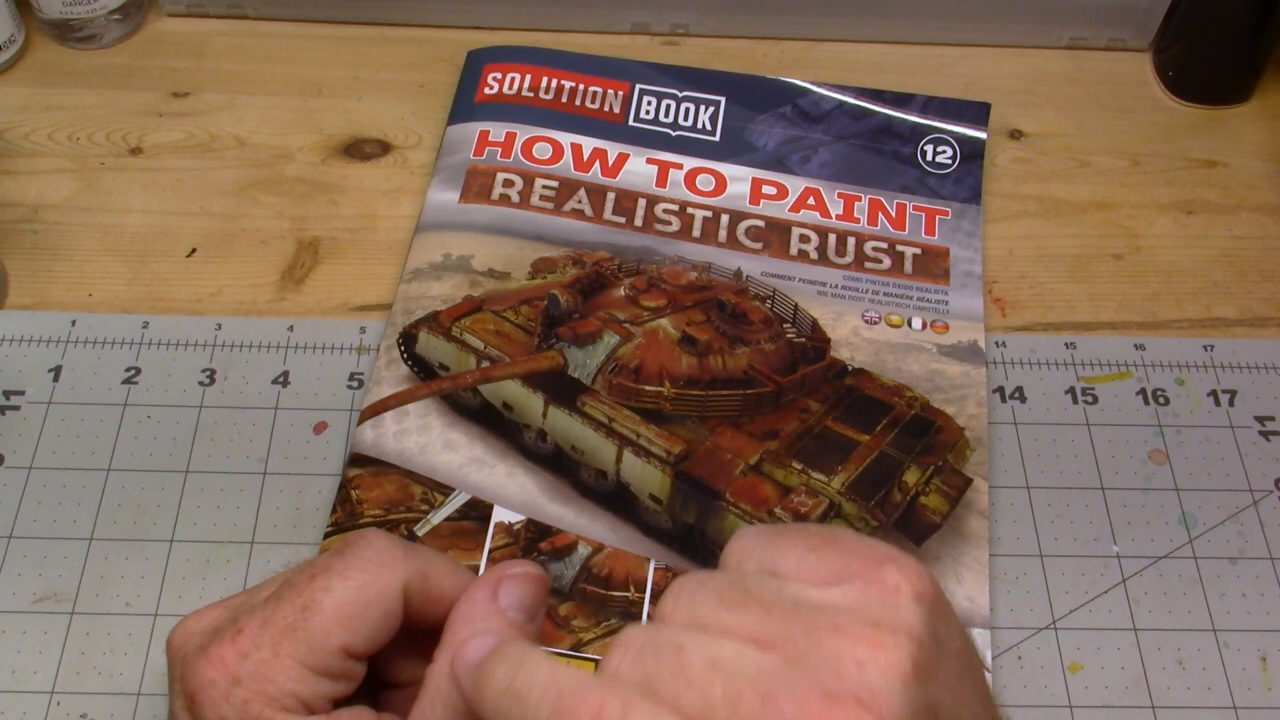 DANGER
SOLUTION BOOK
12
HOW TO PAINT
REALISTIC RUST
CÓMO PINTAR ÓXIDO REALISTA
COMMENT PEINDRE LA ROUILLE DE MANIÈRE RÉALISTE
WIE MAN ROST REALISTISCH DARSTELLT
1 2 3 4 5 14 15 16 17
1 2 3 4 5 14 15 16 17
11 11